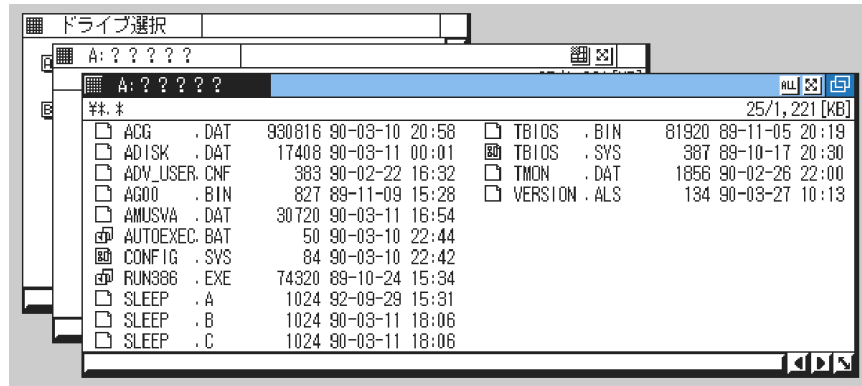 ドライブ選択
A:?????
A:?????
ALL
¥*.*
25/1,221[KB]
ACG .DAT 930816 90-03-10 20:58
ADISK .DAT 17408 90-03-11 00:01
ADV_USER.CNF 383 90-02-22 16:32
AG00 .BIN 827 89-11-09 15:28
AMUSVA .DAT 30720 90-03-11 16:54
AUTOEXEC.BAT 50 90-03-10 22:44
CONFIG .SYS 84 90-03-10 22:42
RUN386 .EXE 74320 89-10-24 15:34
SLEEP .A 1024 92-09-29 15:31
SLEEP .B 1024 90-03-11 18:06
SLEEP .C 1024 90-03-11 18:06
TBIOS .BIN 81920 89-11-05 20:19
TBIOS .SYS 387 89-10-17 20:30
TMON .DAT 1856 90-02-26 22:00
VERSION .ALS 134 90-03-27 10:13